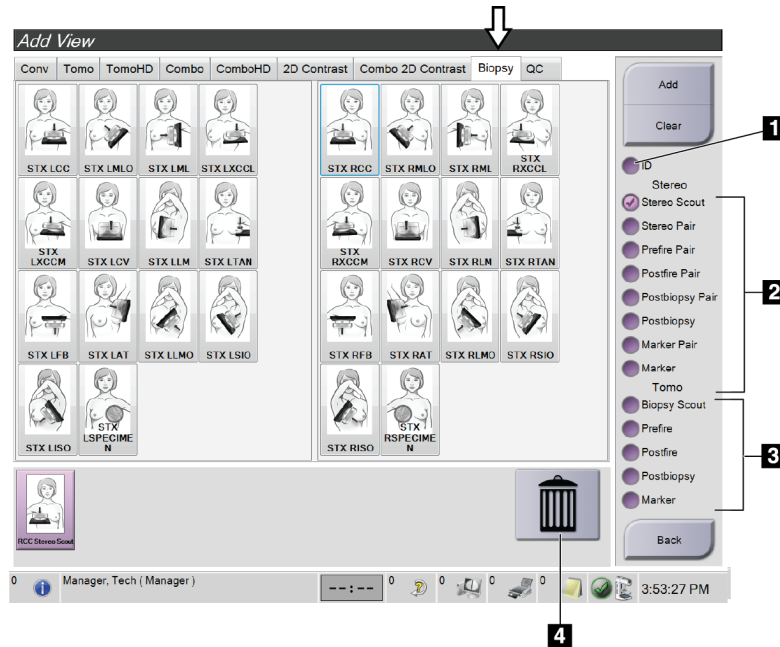 Add View
Conv Tomo TomoHD Combo ComboHD 2D Contrast Combo 2D Contrast Biopsy QC
STX LCC STX LMLO STX LML STX LXCCL
STX RCC STX RMLO STX RML STX
RXCCL
STX
LXCCM STX LCV STX LLM STX LTAN
STX
RXCCM STX RCV STX RLM STX RTAN
STX LFB STX LAT STX LLMO STX LSIO
STX RFB STX RAT STX RLMO STX RSIO
STX LISO STX
LSPECIME
N
STX RISO STX
RSPECIME
N
RCC Stereo Scout
Add
Clear
ID
Stereo
Stereo Scout
Stereo Pair
Prefire Pair
Postfire Pair
Postbiopsy Pair
Postbiopsy
Marker Pair
Marker
Tomo
Biopsy Scout
Prefire
Postfire
Postbiopsy
Marker
Back
1
2
3
0 Manager, Tech ( Manager ) --:-- 0 0 0 0 3:53:27 PM
4